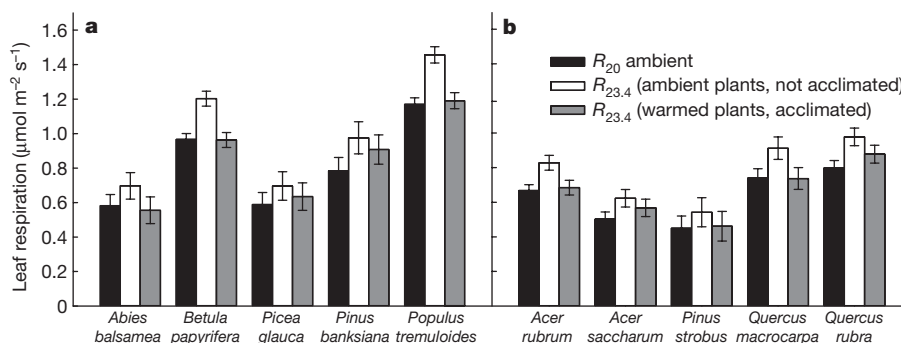 a
b
Leaf respiration (μmol m⁻² s⁻¹)
1.6
1.4
1.2
1.0
0.8
0.6
0.4
0.2
0
R20 ambient
R23.4 (ambient plants, not acclimated)
R23.4 (warmed plants, acclimated)
Abies balsamea
Betula papyrifera
Picea glauca
Pinus banksiana
Populus tremuloides
Acer rubrum
Acer saccharum
Pinus strobus
Quercus macrocarpa
Quercus rubra